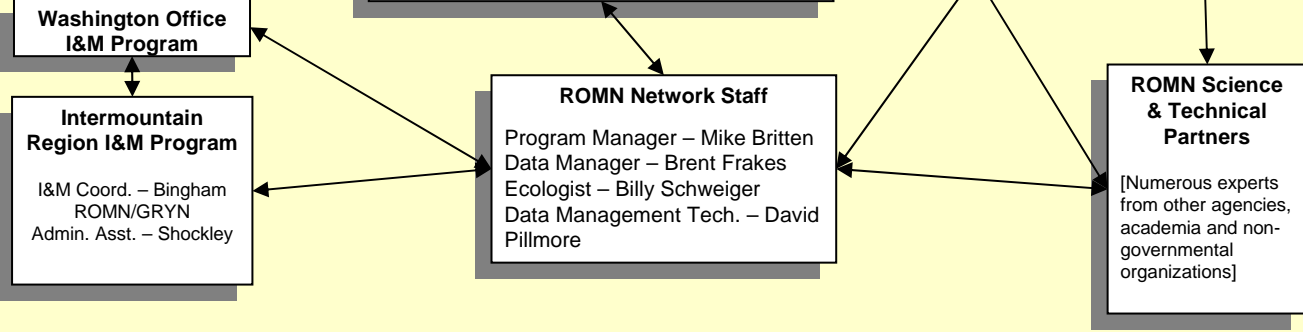 Washington Office
I&M Program
Intermountain
Region I&M Program
I&M Coord. – Bingham
ROMN/GRYN
Admin. Asst. – Shockley
ROMN Network Staff
Program Manager – Mike Britten
Data Manager – Brent Frakes
Ecologist – Billy Schweiger
Data Management Tech. – David
Pillmore
ROMN Science
& Technical
Partners
[Numerous experts
from other agencies,
academia and non-
governmental
organizations]